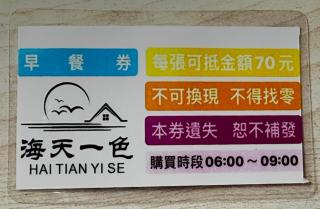 早餐券
每張可抵金額70元
不可換現 不得找零
本券遺失 恕不補發
購買時段06:00～09:00
海天一色
HAI TIAN YI SE